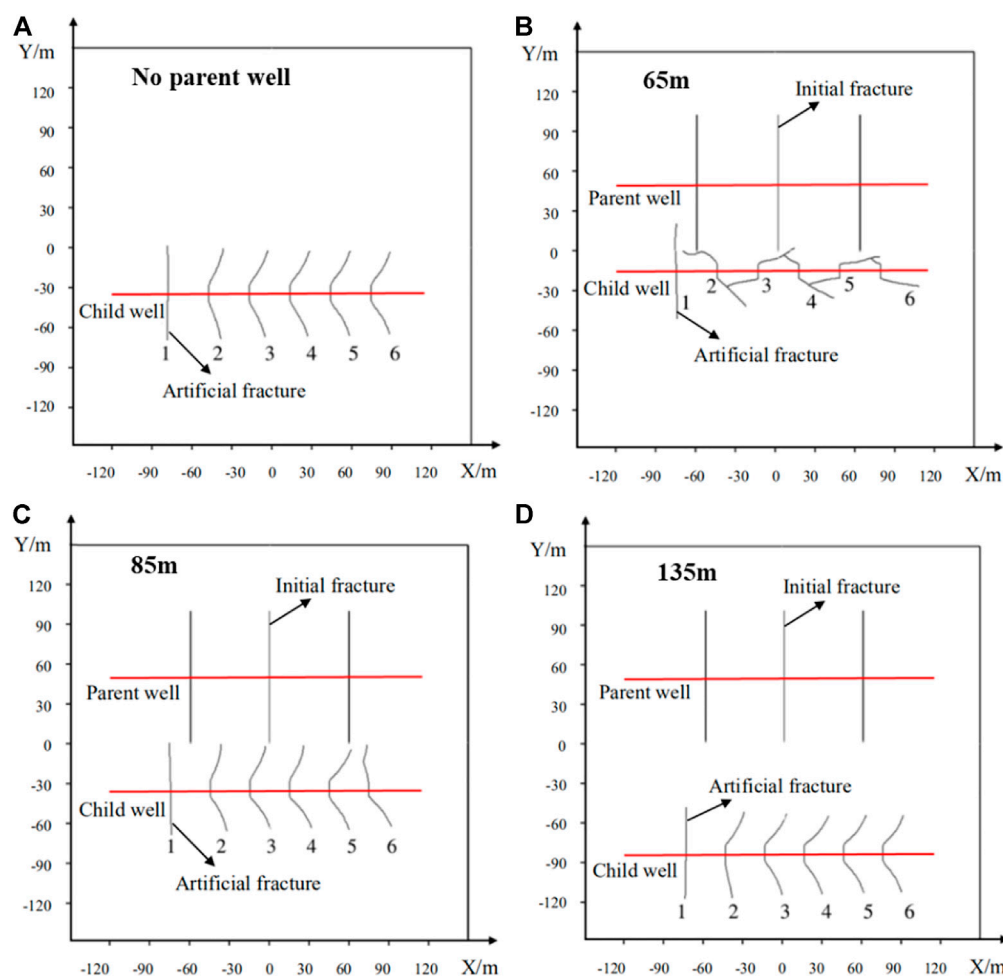 A
Y/m
No parent well
120
90
60
30
0
-30
-60
-90
-120
Child well
1 2 3 4 5 6
Artificial fracture
-120 -90 -60 -30 0 30 60 90 120 X/m
B
Y/m
65m
Initial fracture
120
90
60
30
0
-30
-60
-90
-120
Parent well
Child well
1 2 3 4 5 6
Artificial fracture
-120 -90 -60 -30 0 30 60 90 120 X/m
C
Y/m
85m
Initial fracture
120
90
60
30
0
-30
-60
-90
-120
Parent well
Child well
1 2 3 4 5 6
Artificial fracture
-120 -90 -60 -30 0 30 60 90 120 X/m
D
Y/m
135m
Initial fracture
120
90
60
30
0
-30
-60
-90
-120
Parent well
Artificial fracture
Child well
1 2 3 4 5 6
-120 -90 -60 -30 0 30 60 90 120 X/m